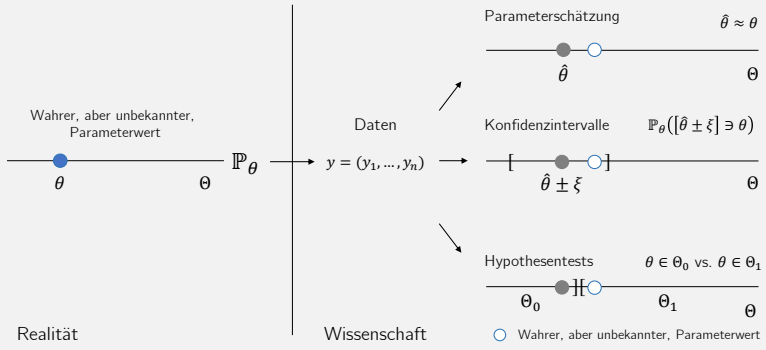 Wahrer, aber unbekannter,
Parameterwert
θ
Θ
ℙ_θ
Realität
Daten
y = (y₁, … , yₙ)
Wissenschaft
Parameterschätzung
θ̂ ≈ θ
θ̂
Θ
Konfidenzintervalle
ℙ_θ([θ̂ ± ξ] ∋ θ)
[ ]
θ̂ ± ξ
Θ
Hypothesentests
θ ∈ Θ₀ vs. θ ∈ Θ₁
][
Θ₀
Θ₁
Θ
Wahrer, aber unbekannter, Parameterwert